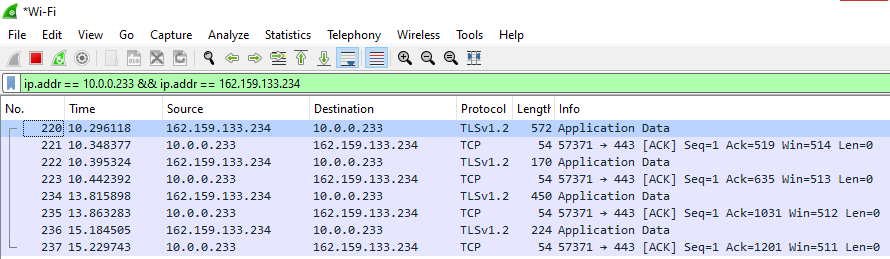 *Wi-Fi
File Edit View Go Capture Analyze Statistics Telephony Wireless Tools Help
ip.addr == 10.0.0.233 && ip.addr == 162.159.133.234
No. Time Source Destination Protocol Length Info
220 10.296118 162.159.133.234 10.0.0.233 TLSv1.2 572 Application Data
221 10.348377 10.0.0.233 162.159.133.234 TCP 54 57371 → 443 [ACK] Seq=1 Ack=519 Win=514 Len=0
222 10.395324 162.159.133.234 10.0.0.233 TLSv1.2 170 Application Data
223 10.442392 10.0.0.233 162.159.133.234 TCP 54 57371 → 443 [ACK] Seq=1 Ack=635 Win=513 Len=0
234 13.815898 162.159.133.234 10.0.0.233 TLSv1.2 450 Application Data
235 13.863283 10.0.0.233 162.159.133.234 TCP 54 57371 → 443 [ACK] Seq=1 Ack=1031 Win=512 Len=0
236 15.184505 162.159.133.234 10.0.0.233 TLSv1.2 224 Application Data
237 15.229743 10.0.0.233 162.159.133.234 TCP 54 57371 → 443 [ACK] Seq=1 Ack=1201 Win=511 Len=0